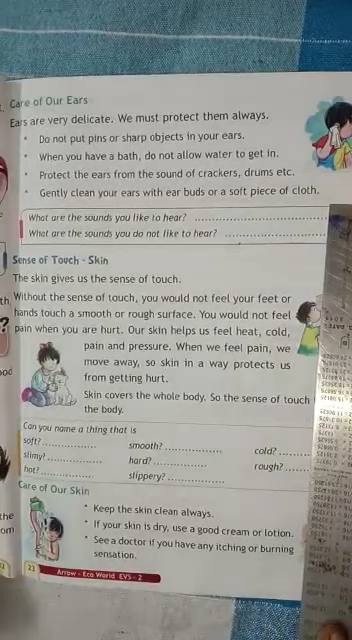 Care of Our Ears
Ears are very delicate. We must protect them always.
* Do not put pins or sharp objects in your ears.
* When you have a bath, do not allow water to get in.
* Protect the ears from the sound of crackers, drums etc.
* Gently clean your ears with ear buds or a soft piece of cloth.
What are the sounds you like to hear? ..............................
What are the sounds you do not like to hear? ........................
Sense of Touch - Skin
The skin gives us the sense of touch.
Without the sense of touch, you would not feel your feet or
hands touch a smooth or rough surface. You would not feel
pain when you are hurt. Our skin helps us feel heat, cold,
pain and pressure. When we feel pain, we
move away, so skin in a way protects us
from getting hurt.
Skin covers the whole body. So the sense of touch
the body.
Can you name a thing that is
soft? .............. smooth? .............. cold? ......
slimy? .............. hard? .............. rough? ......
hot? .............. slippery? ..............
Care of Our Skin
* Keep the skin clean always.
* If your skin is dry, use a good cream or lotion.
* See a doctor if you have any itching or burning
sensation.
23 Arrow - Eco World EVS - 2